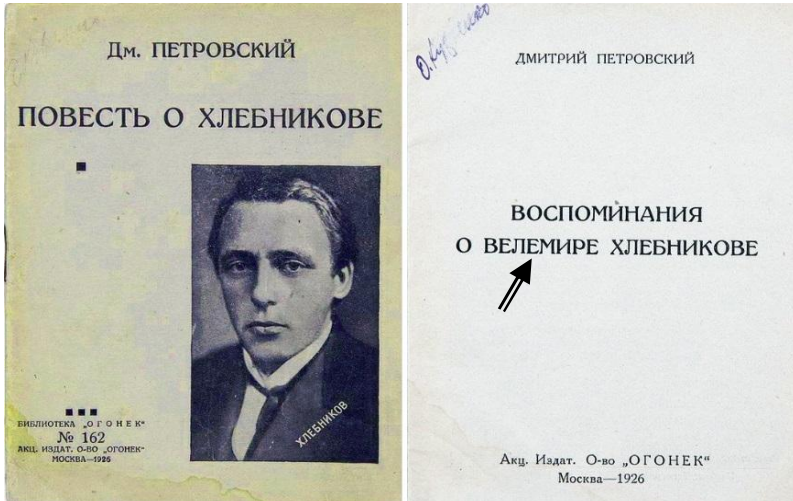 Дм. ПЕТРОВСКИЙ
ПОВЕСТЬ О ХЛЕБНИКОВЕ
ХЛЕБНИКОВ
БИБЛИОТЕКА „ОГОНЕК“
№ 162
АКЦ. ИЗДАТ. О-ВО „ОГОНЕК“
МОСКВА—1926
ДМИТРИЙ ПЕТРОВСКИЙ
ВОСПОМИНАНИЯ
О ВЕЛЕМИРЕ ХЛЕБНИКОВЕ
Акц. Издат. О-во „ОГОНЕК“
Москва—1926